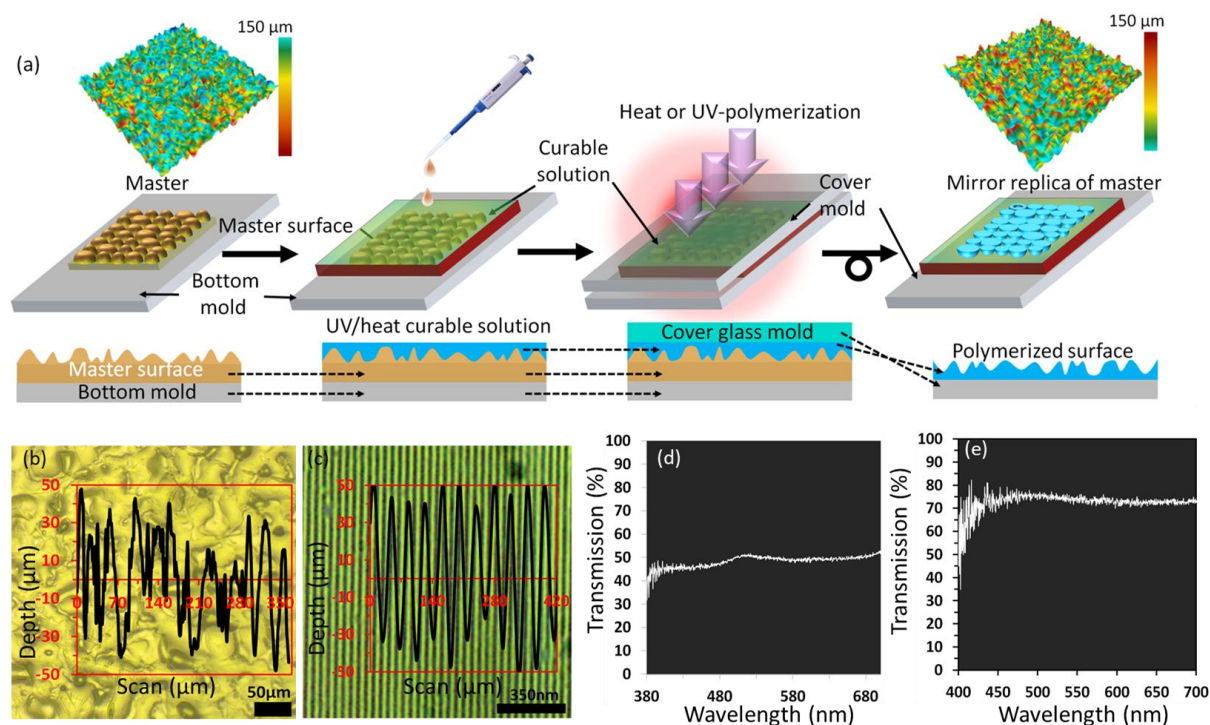 (a)
150 µm
Master
Curable
solution
Master surface
Bottom
mold
Heat or UV-polymerization
Cover
mold
150 µm
Mirror replica of master
Master surface
Bottom mold
UV/heat curable solution
Cover glass mold
Polymerized surface
(b)
50
30
10
-10
-30
-50
0 70 140 210 280 350
Depth (µm)
Scan (µm)
50µm
(c)
50
30
10
-10
-30
-50
0 140 280 420
Depth (µm)
Scan (µm)
350nm
(d)
100
90
80
70
60
50
40
30
20
10
0
380 480 580 680
Transmission (%)
Wavelength (nm)
(e)
100
90
80
70
60
50
40
30
20
10
0
400 450 500 550 600 650 700
Transmission (%)
Wavelength (nm)